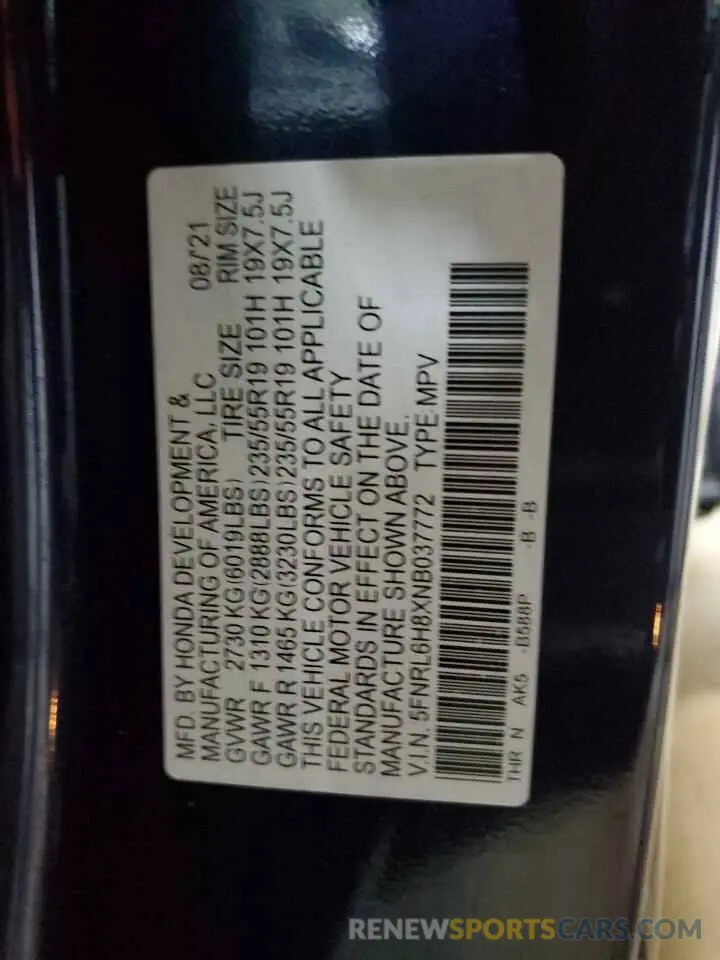 MFD. BY HONDA DEVELOPMENT &
MANUFACTURING OF AMERICA, LLC 08/'21
GVWR 2730 KG(6019LBS) TIRE SIZE RIM SIZE
GAWR F 1310 KG(2888LBS)235/55R19 101H 19X7.5J
GAWR R 1465 KG(3230LBS)235/55R19 101H 19X7.5J
THIS VEHICLE CONFORMS TO ALL APPLICABLE
FEDERAL MOTOR VEHICLE SAFETY
STANDARDS IN EFFECT ON THE DATE OF
MANUFACTURE SHOWN ABOVE.
V.I.N. 5FNRL6H8XNB037772 TYPE:MPV
THR N AK5 -B588P -B -B
RENEWSPORTSCARS.COM